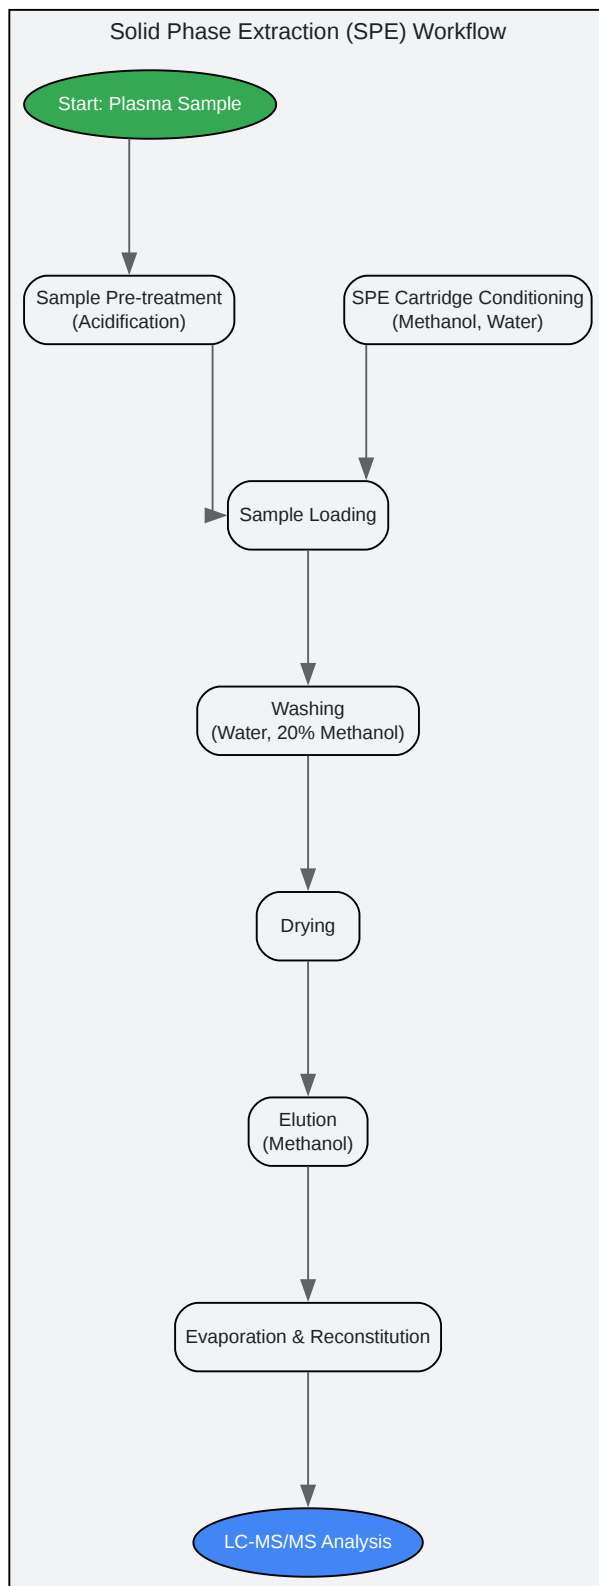 Solid Phase Extraction (SPE) Workflow
Start: Plasma Sample
Sample Pre-treatment
(Acidification)
SPE Cartridge Conditioning
(Methanol, Water)
Sample Loading
Washing
(Water, 20% Methanol)
Drying
Elution
(Methanol)
Evaporation & Reconstitution
LC-MS/MS Analysis